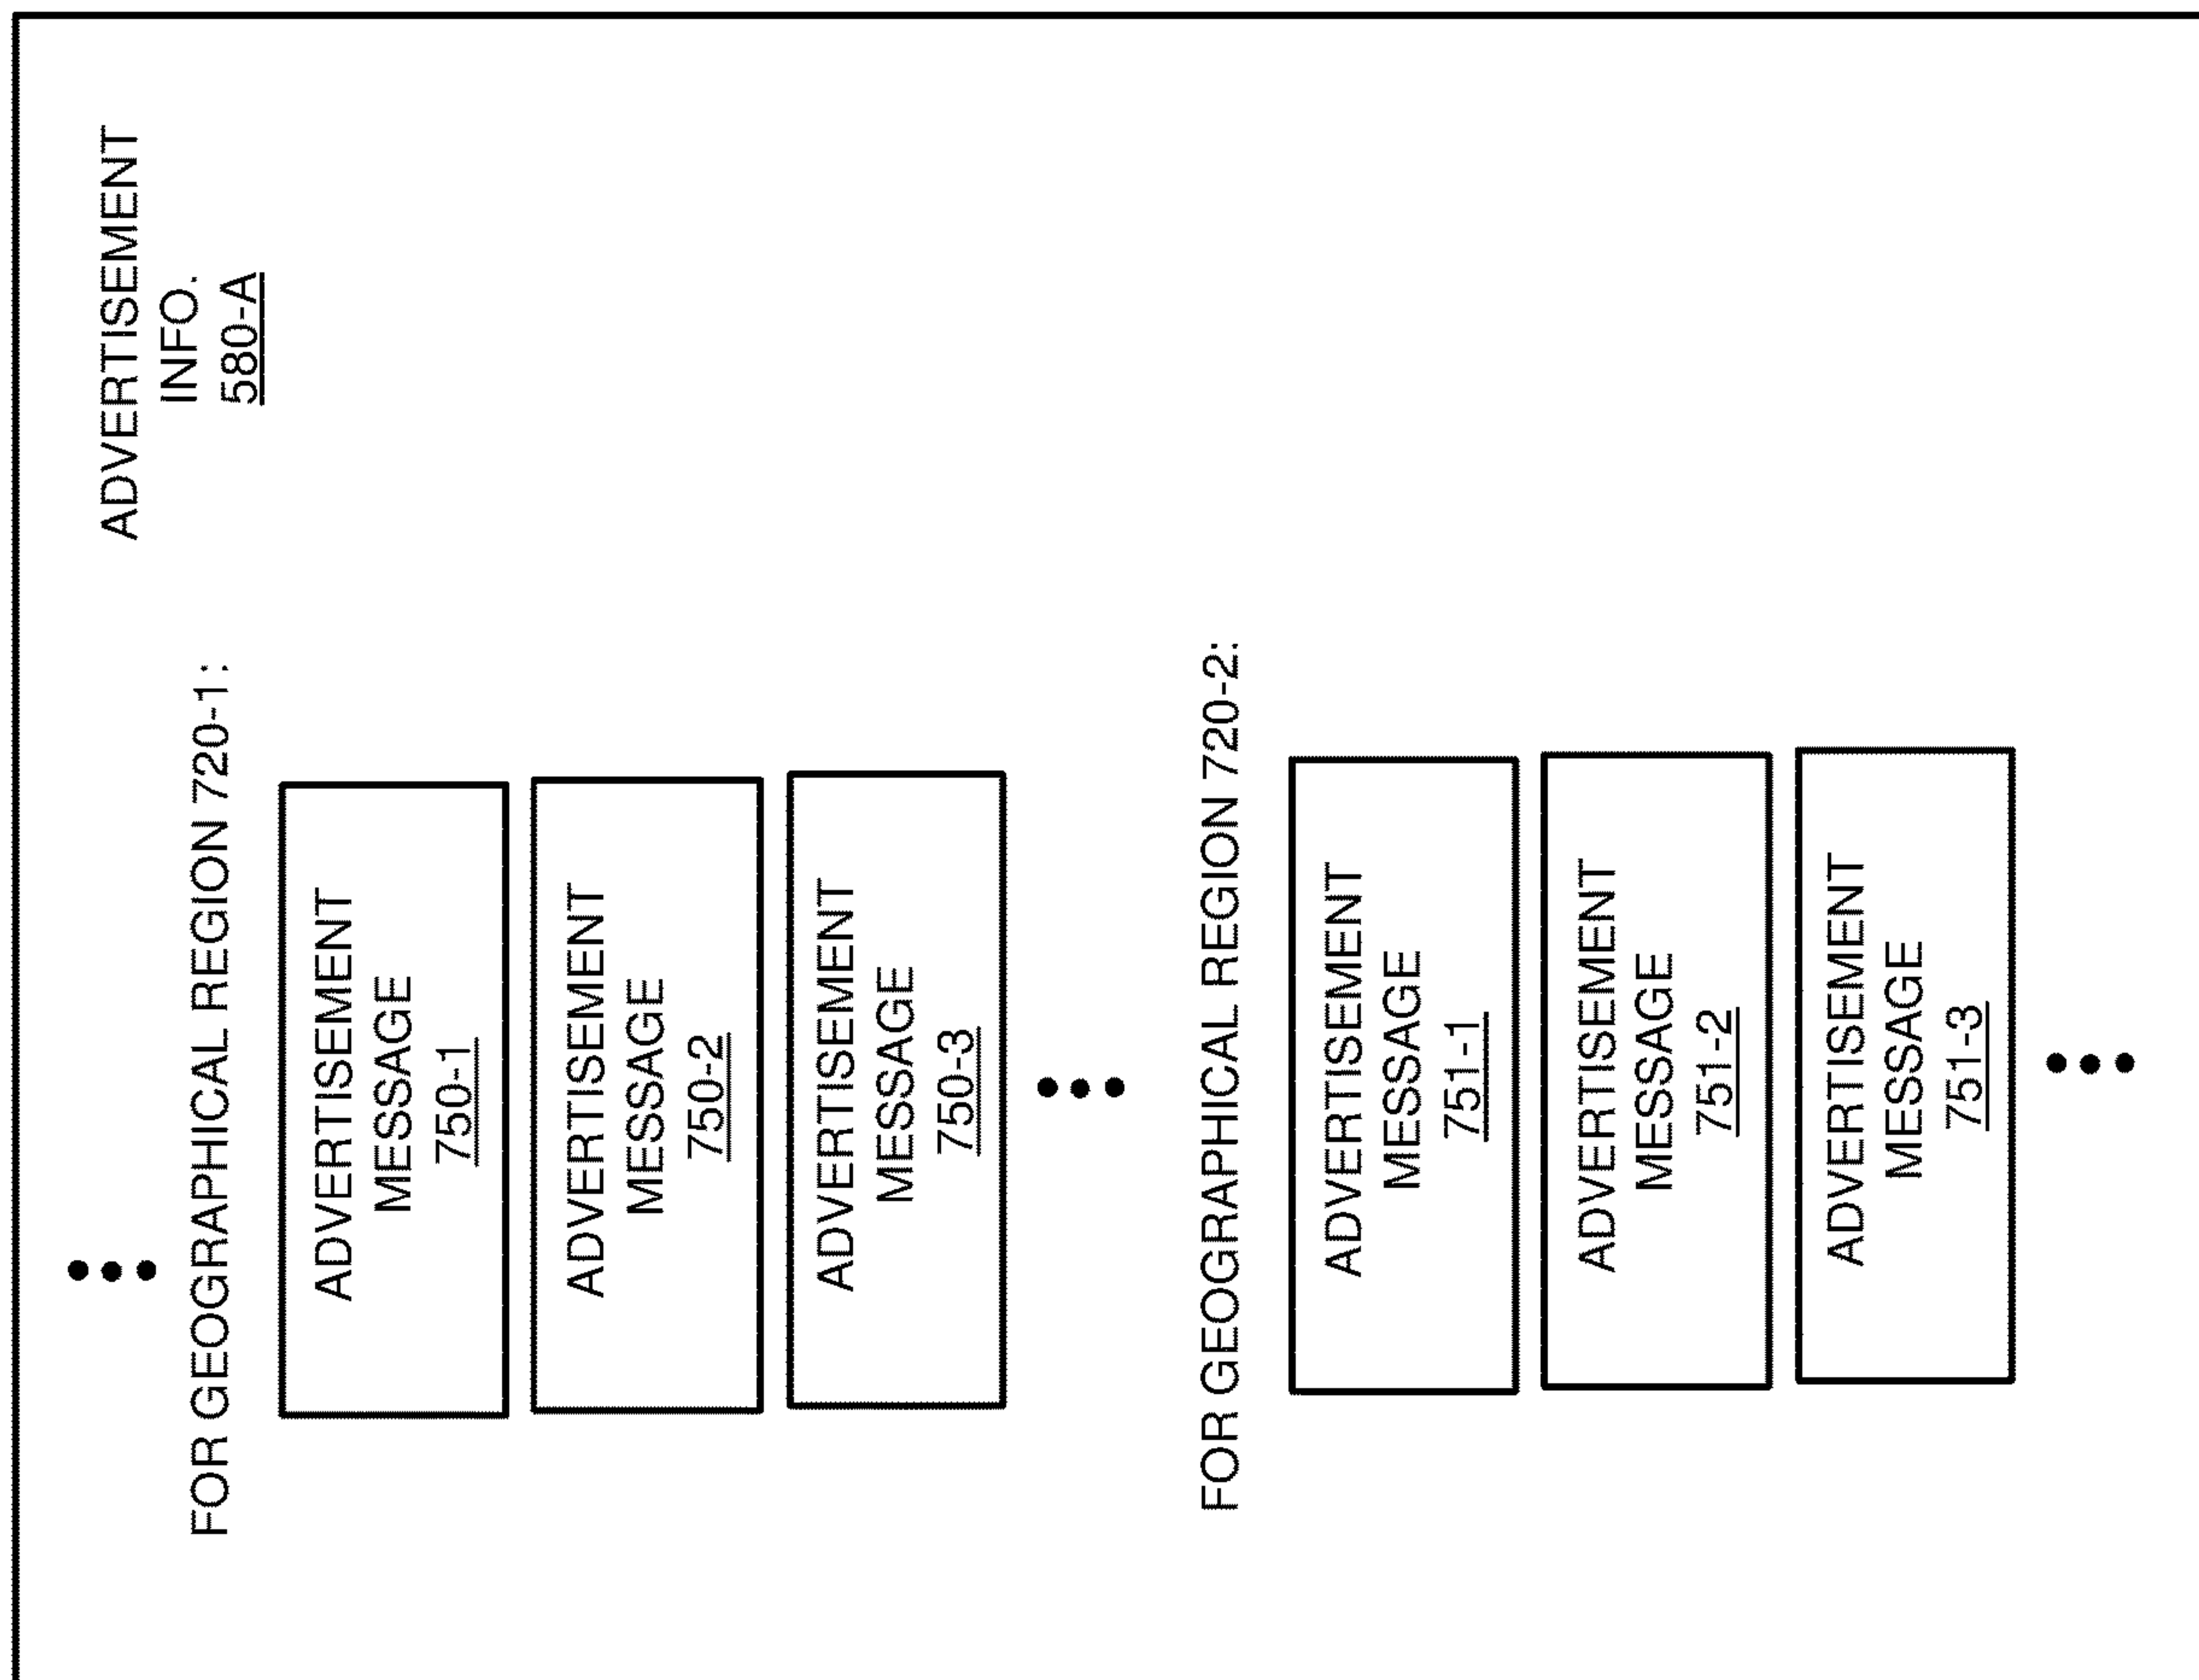 ADVERTISEMENT
INFO.
580-A
FOR GEOGRAPHICAL REGION 720-1:
ADVERTISEMENT
MESSAGE
750-1
ADVERTISEMENT
MESSAGE
750-2
ADVERTISEMENT
MESSAGE
750-3
FOR GEOGRAPHICAL REGION 720-2:
ADVERTISEMENT
MESSAGE
751-1
ADVERTISEMENT
MESSAGE
751-2
ADVERTISEMENT
MESSAGE
751-3